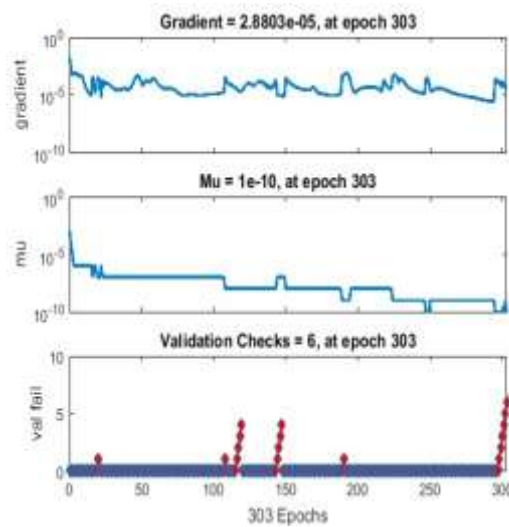 Gradient = 2.8803e-05, at epoch 303
10^0
10^-5
10^-10
gradient
Mu = 1e-10, at epoch 303
10^0
10^-5
10^-10
mu
Validation Checks = 6, at epoch 303
10
5
0
val fail
0 50 100 150 200 250 300
303 Epochs